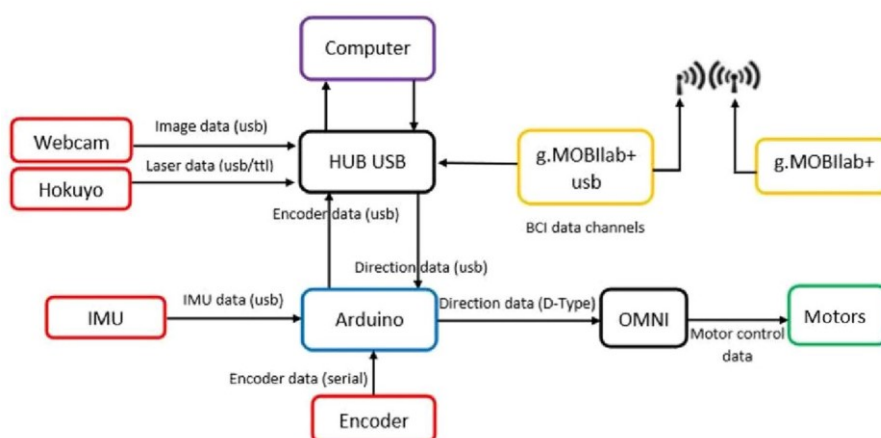 Computer
Webcam
Image data (usb)
HUB USB
g.MOBIlab+
usb
g.MOBIlab+
Hokuyo
Laser data (usb/ttl)
Encoder data (usb)
BCI data channels
Direction data (usb)
IMU
IMU data (usb)
Arduino
Direction data (D-Type)
OMNI
Motor control
data
Motors
Encoder data (serial)
Encoder